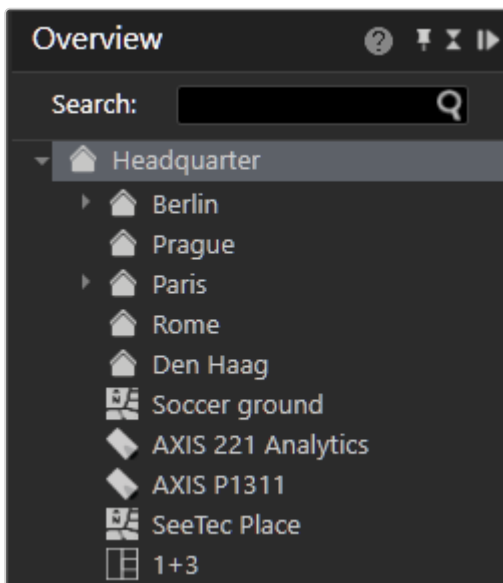 Overview
Search:
Headquarter
Berlin
Prague
Paris
Rome
Den Haag
Soccer ground
AXIS 221 Analytics
AXIS P1311
SeeTec Place
1+3